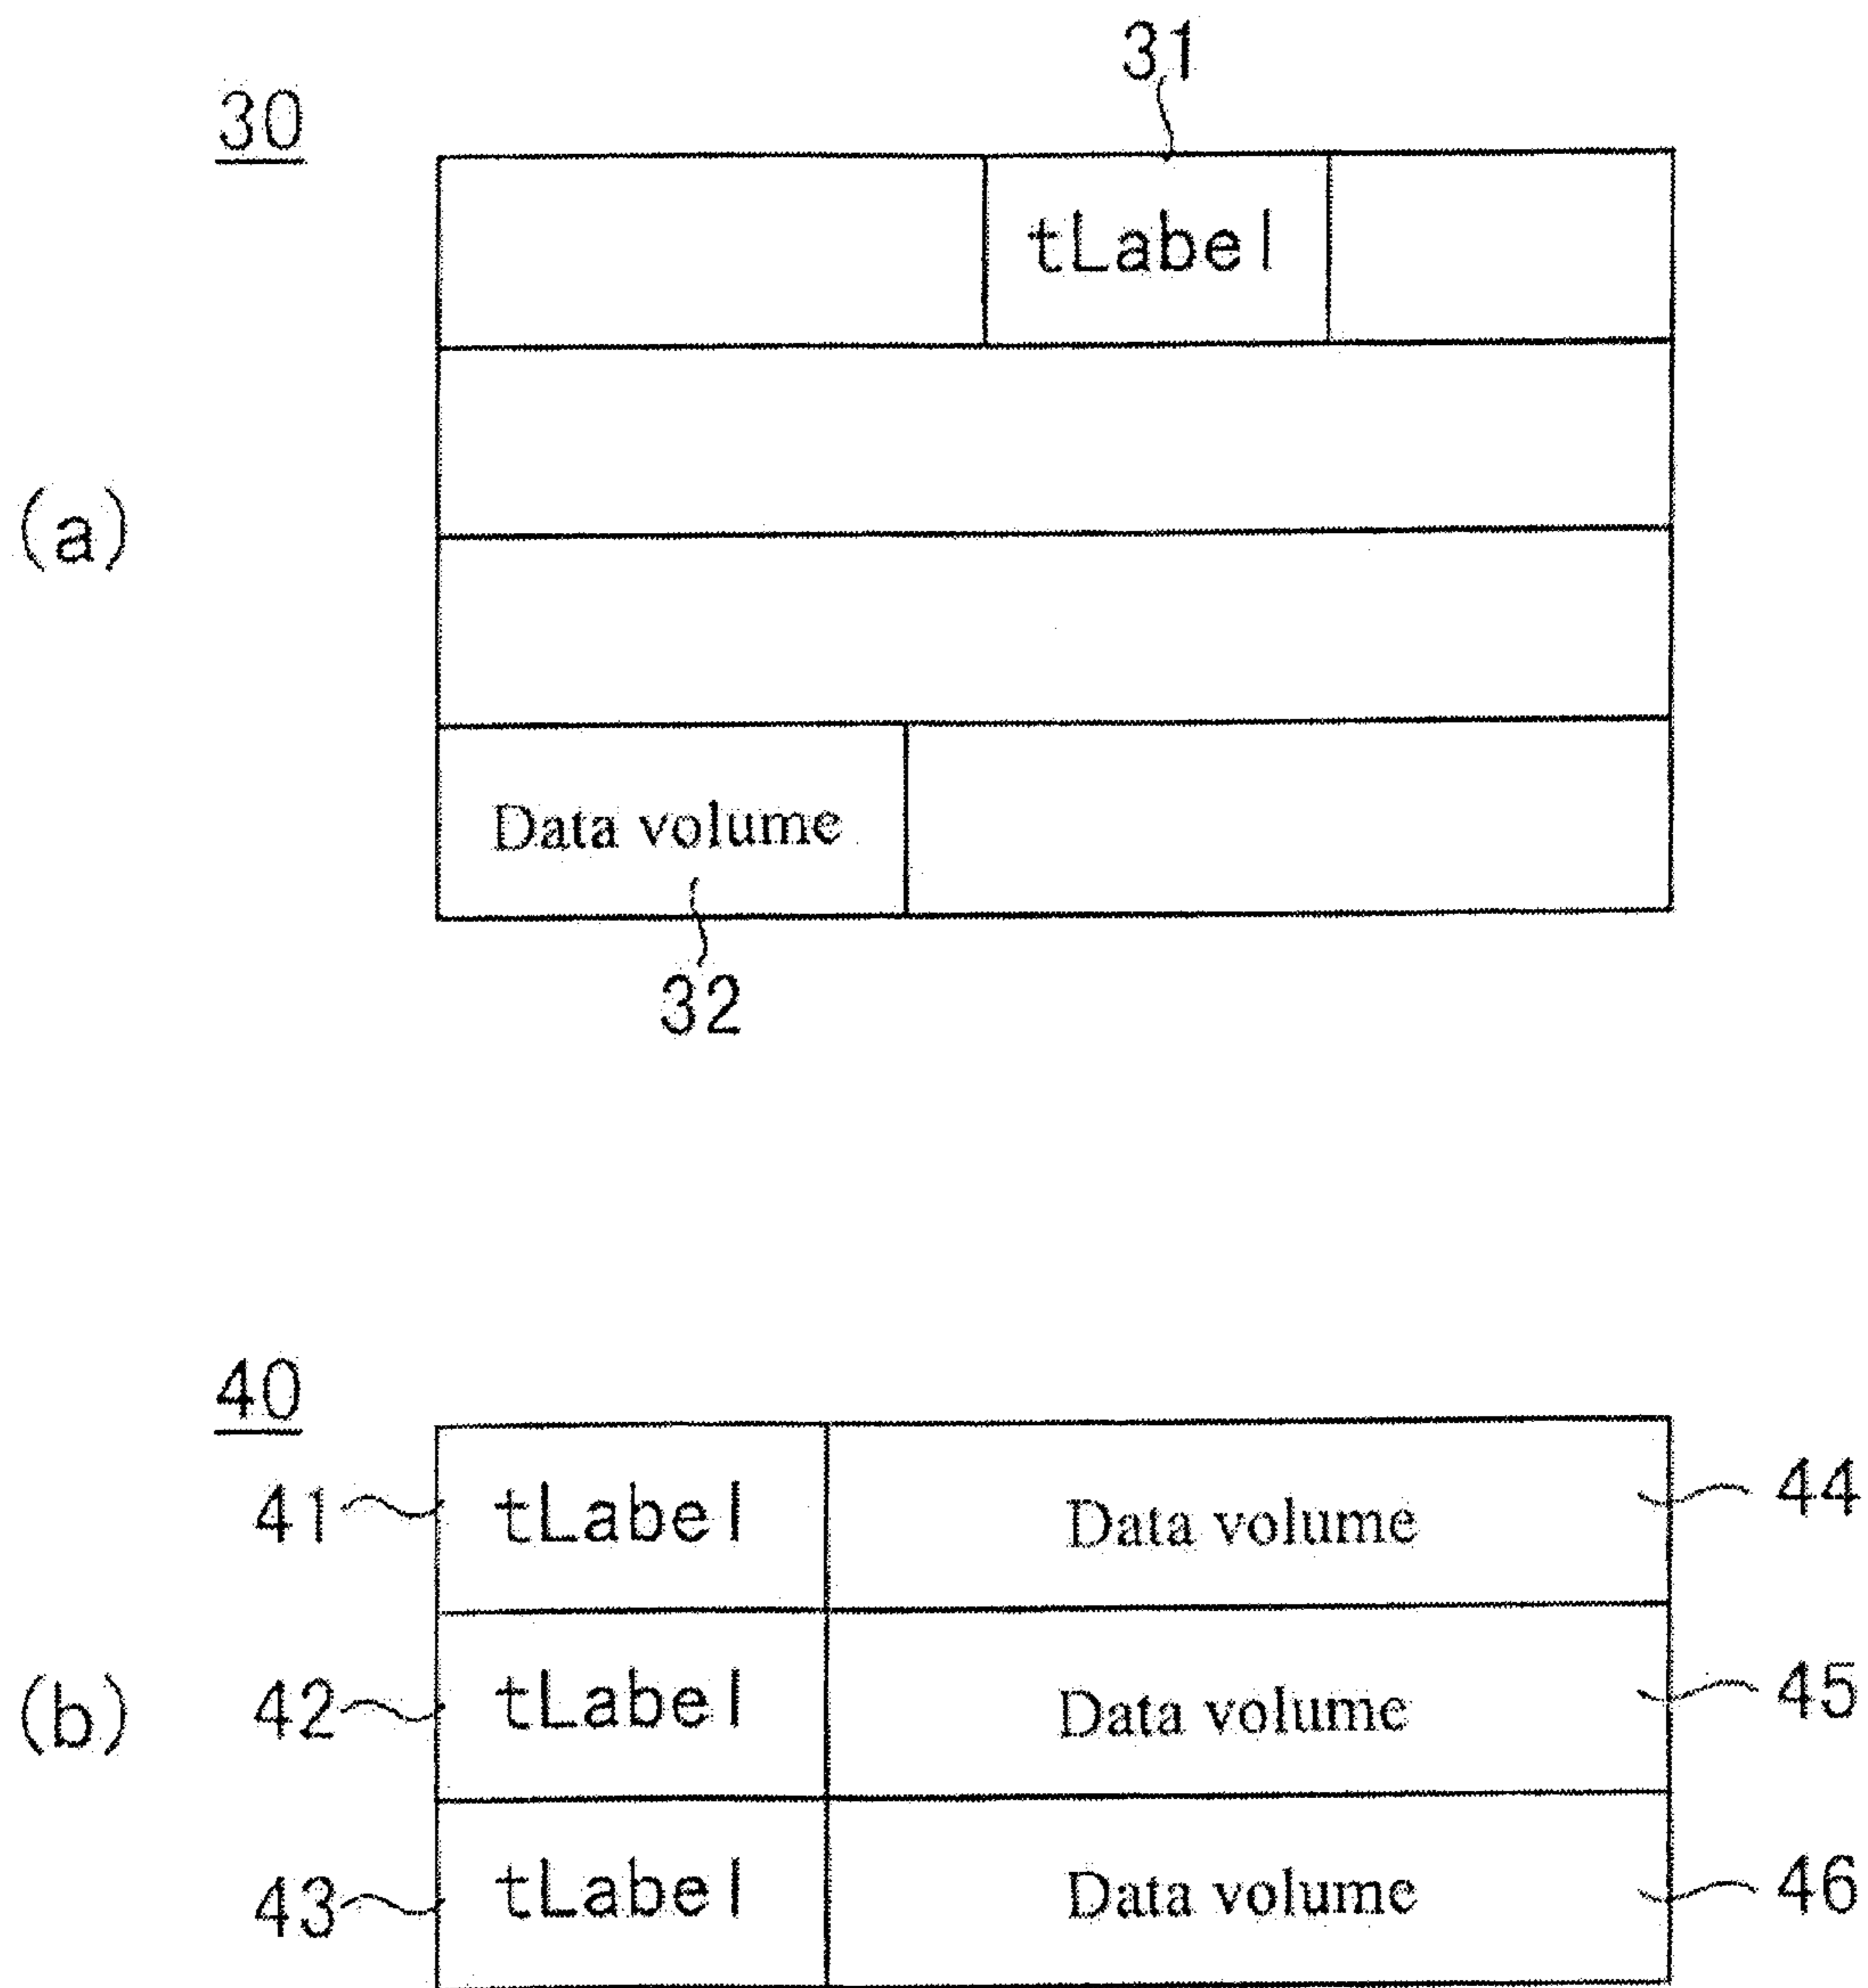 31
30
tLabel
(a)
Data volume
32
40
41 tLabel Data volume 44
42 tLabel Data volume 45
(b)
43 tLabel Data volume 46